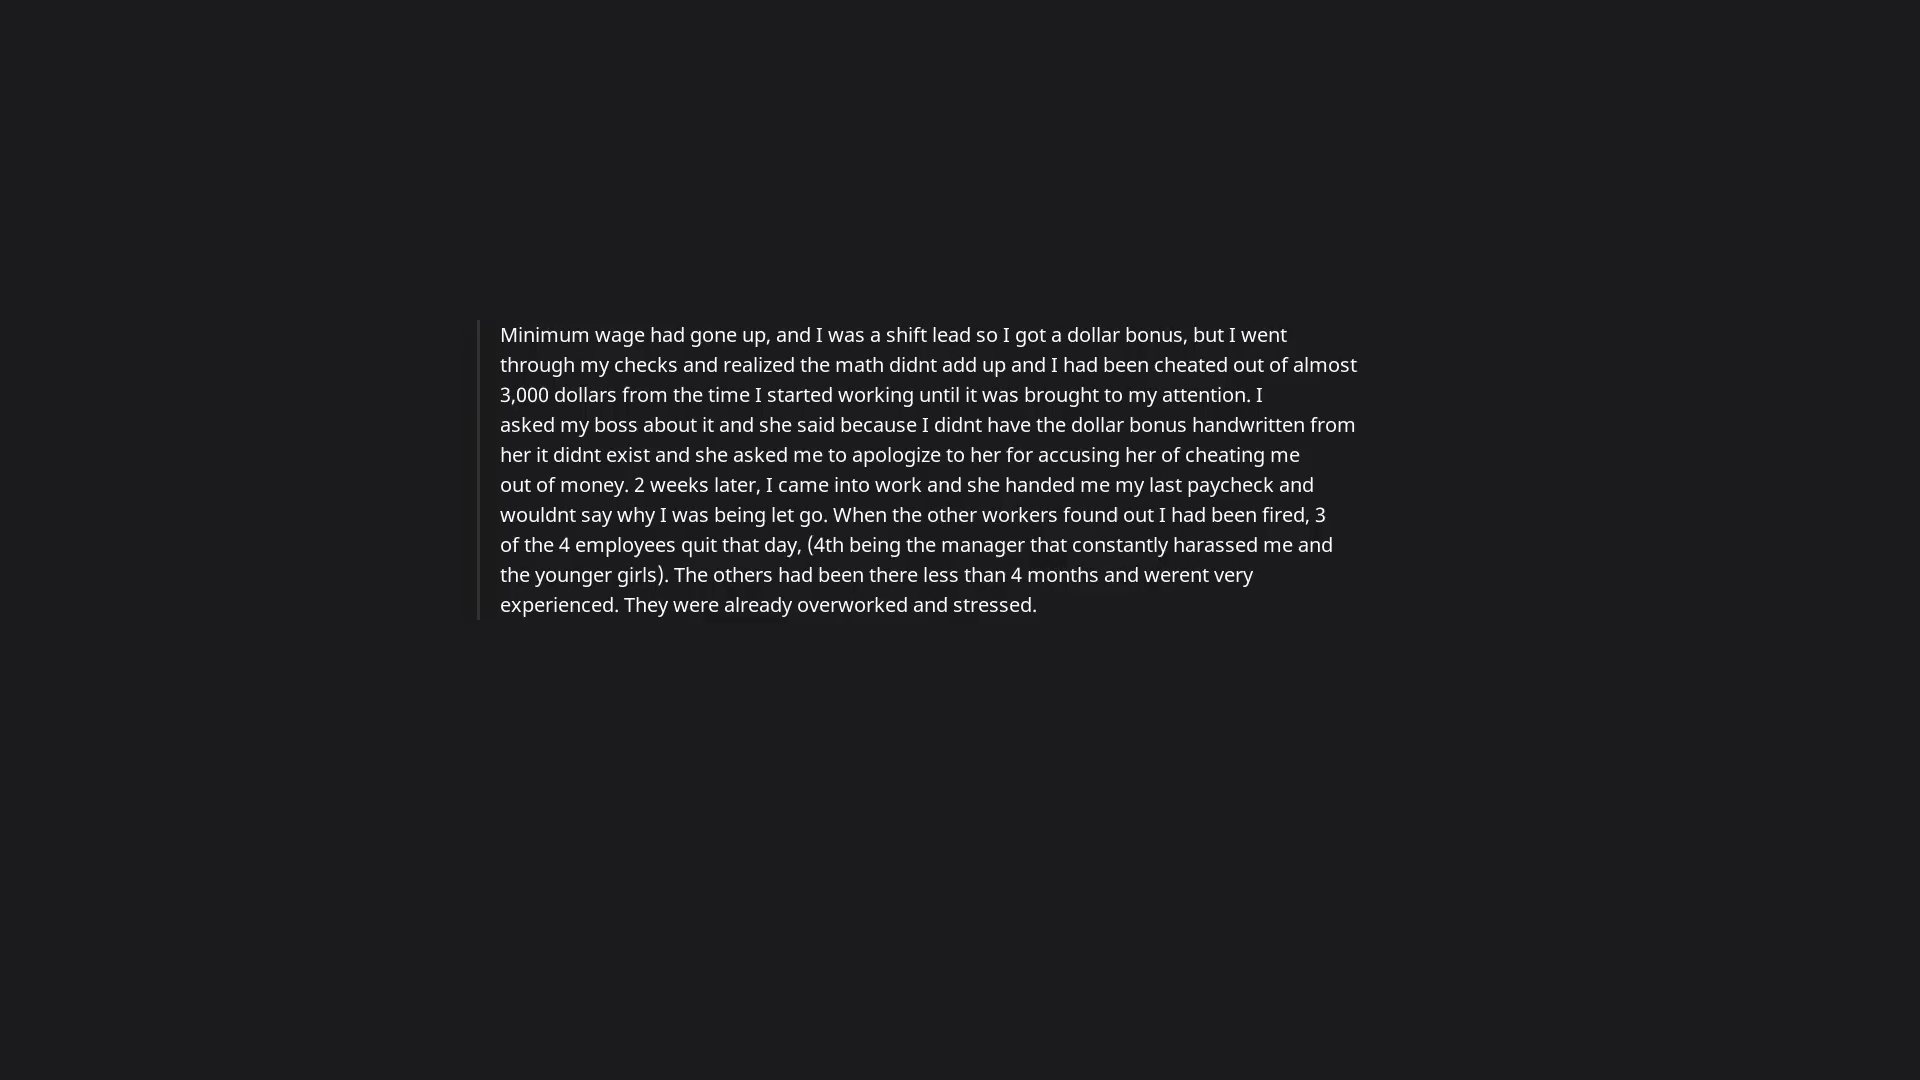 Minimum wage had gone up, and I was a shift lead so I got a dollar bonus, but I went
through my checks and realized the math didnt add up and I had been cheated out of almost
3,000 dollars from the time I started working until it was brought to my attention. I
asked my boss about it and she said because I didnt have the dollar bonus handwritten from
her it didnt exist and she asked me to apologize to her for accusing her of cheating me
out of money. 2 weeks later, I came into work and she handed me my last paycheck and
wouldnt say why I was being let go. When the other workers found out I had been fired, 3
of the 4 employees quit that day, (4th being the manager that constantly harassed me and
the younger girls). The others had been there less than 4 months and werent very
experienced. They were already overworked and stressed.